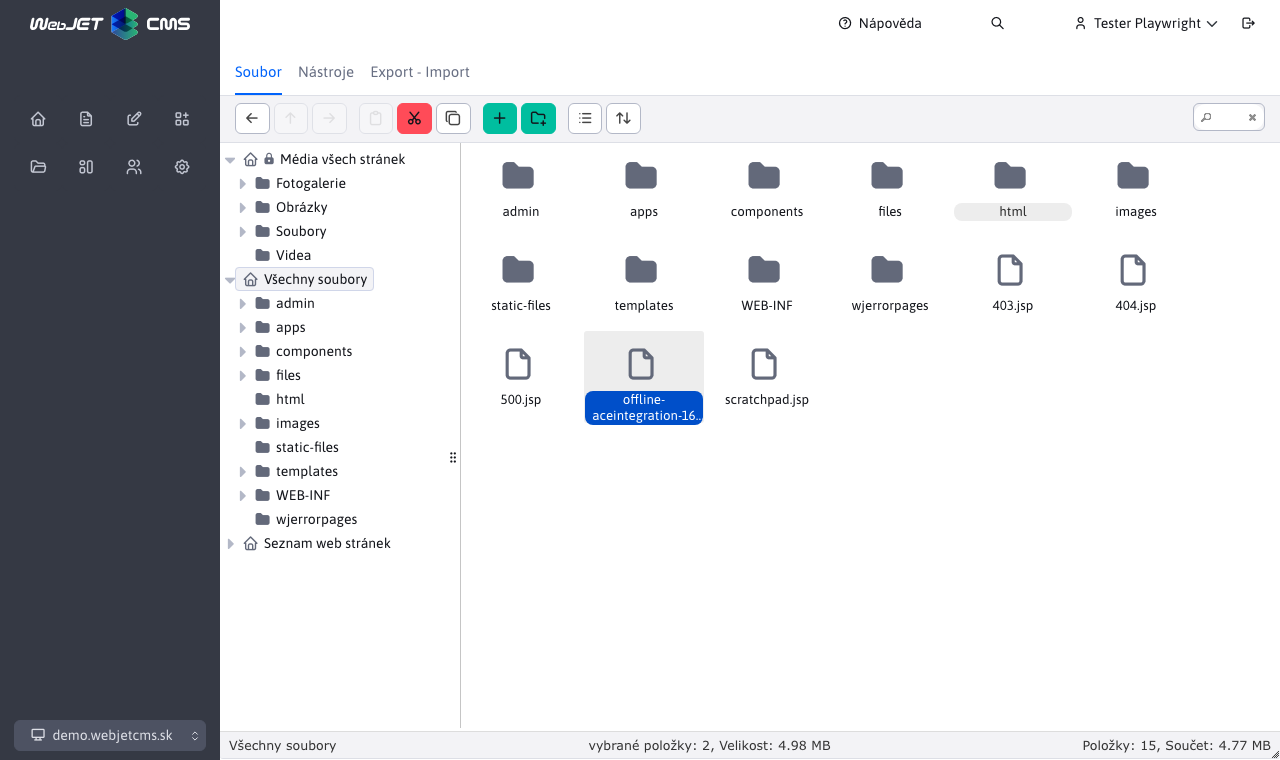 WebJET CMS
Nápověda
Tester Playwright
Soubor
Nástroje
Export - Import
Média všech stránek
Fotogalerie
Obrázky
Soubory
Videa
Všechny soubory
admin
apps
components
files
html
images
static-files
templates
WEB-INF
wjerrorpages
Seznam web stránek
admin
apps
components
files
html
images
static-files
templates
WEB-INF
wjerrorpages
403.jsp
404.jsp
500.jsp
offline-
aceintegration-16...
scratchpad.jsp
demo.webjetcms.sk
Všechny soubory
vybrané položky: 2, Velikost: 4.98 MB
Položky: 15, Součet: 4.77 MB